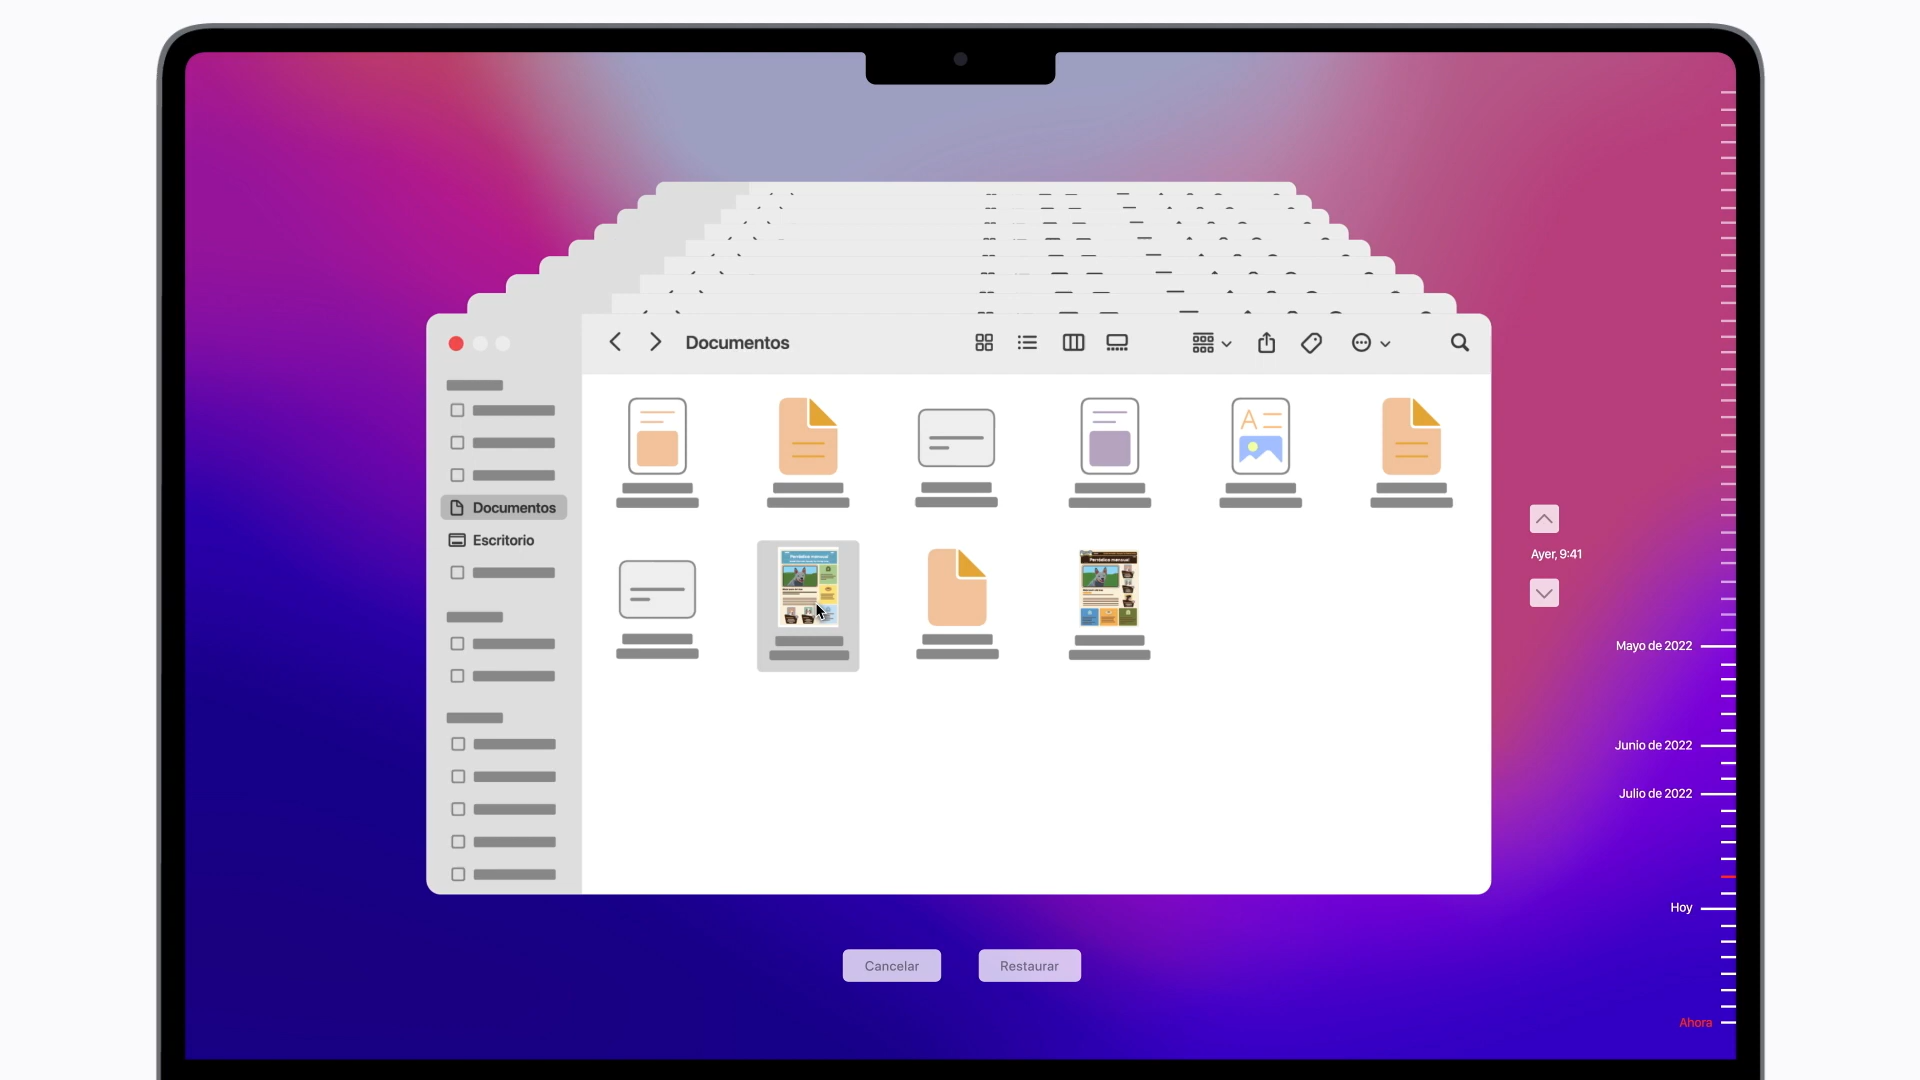 Documentos
Documentos
Escritorio
A
Ayer, 9:41
Mayo de 2022
Junio de 2022
Julio de 2022
Hoy
Cancelar
Restaurar
Ahora